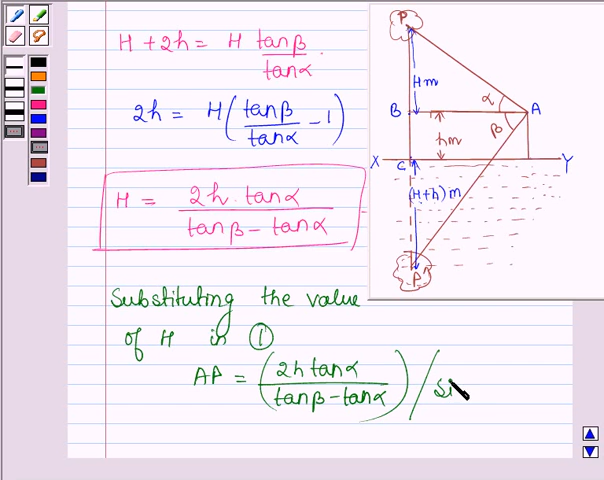 H + 2h = H tanβ / tanα .
2h = H ( tanβ / tanα - 1 )
H = 2h . tanα / tanβ - tanα
Substituting the value
of H in ①
AP = ( 2h tanα / tanβ - tanα ) / Si
P
H m
B
α
A
β
h m
X
C
Y
(H+h) m
P'